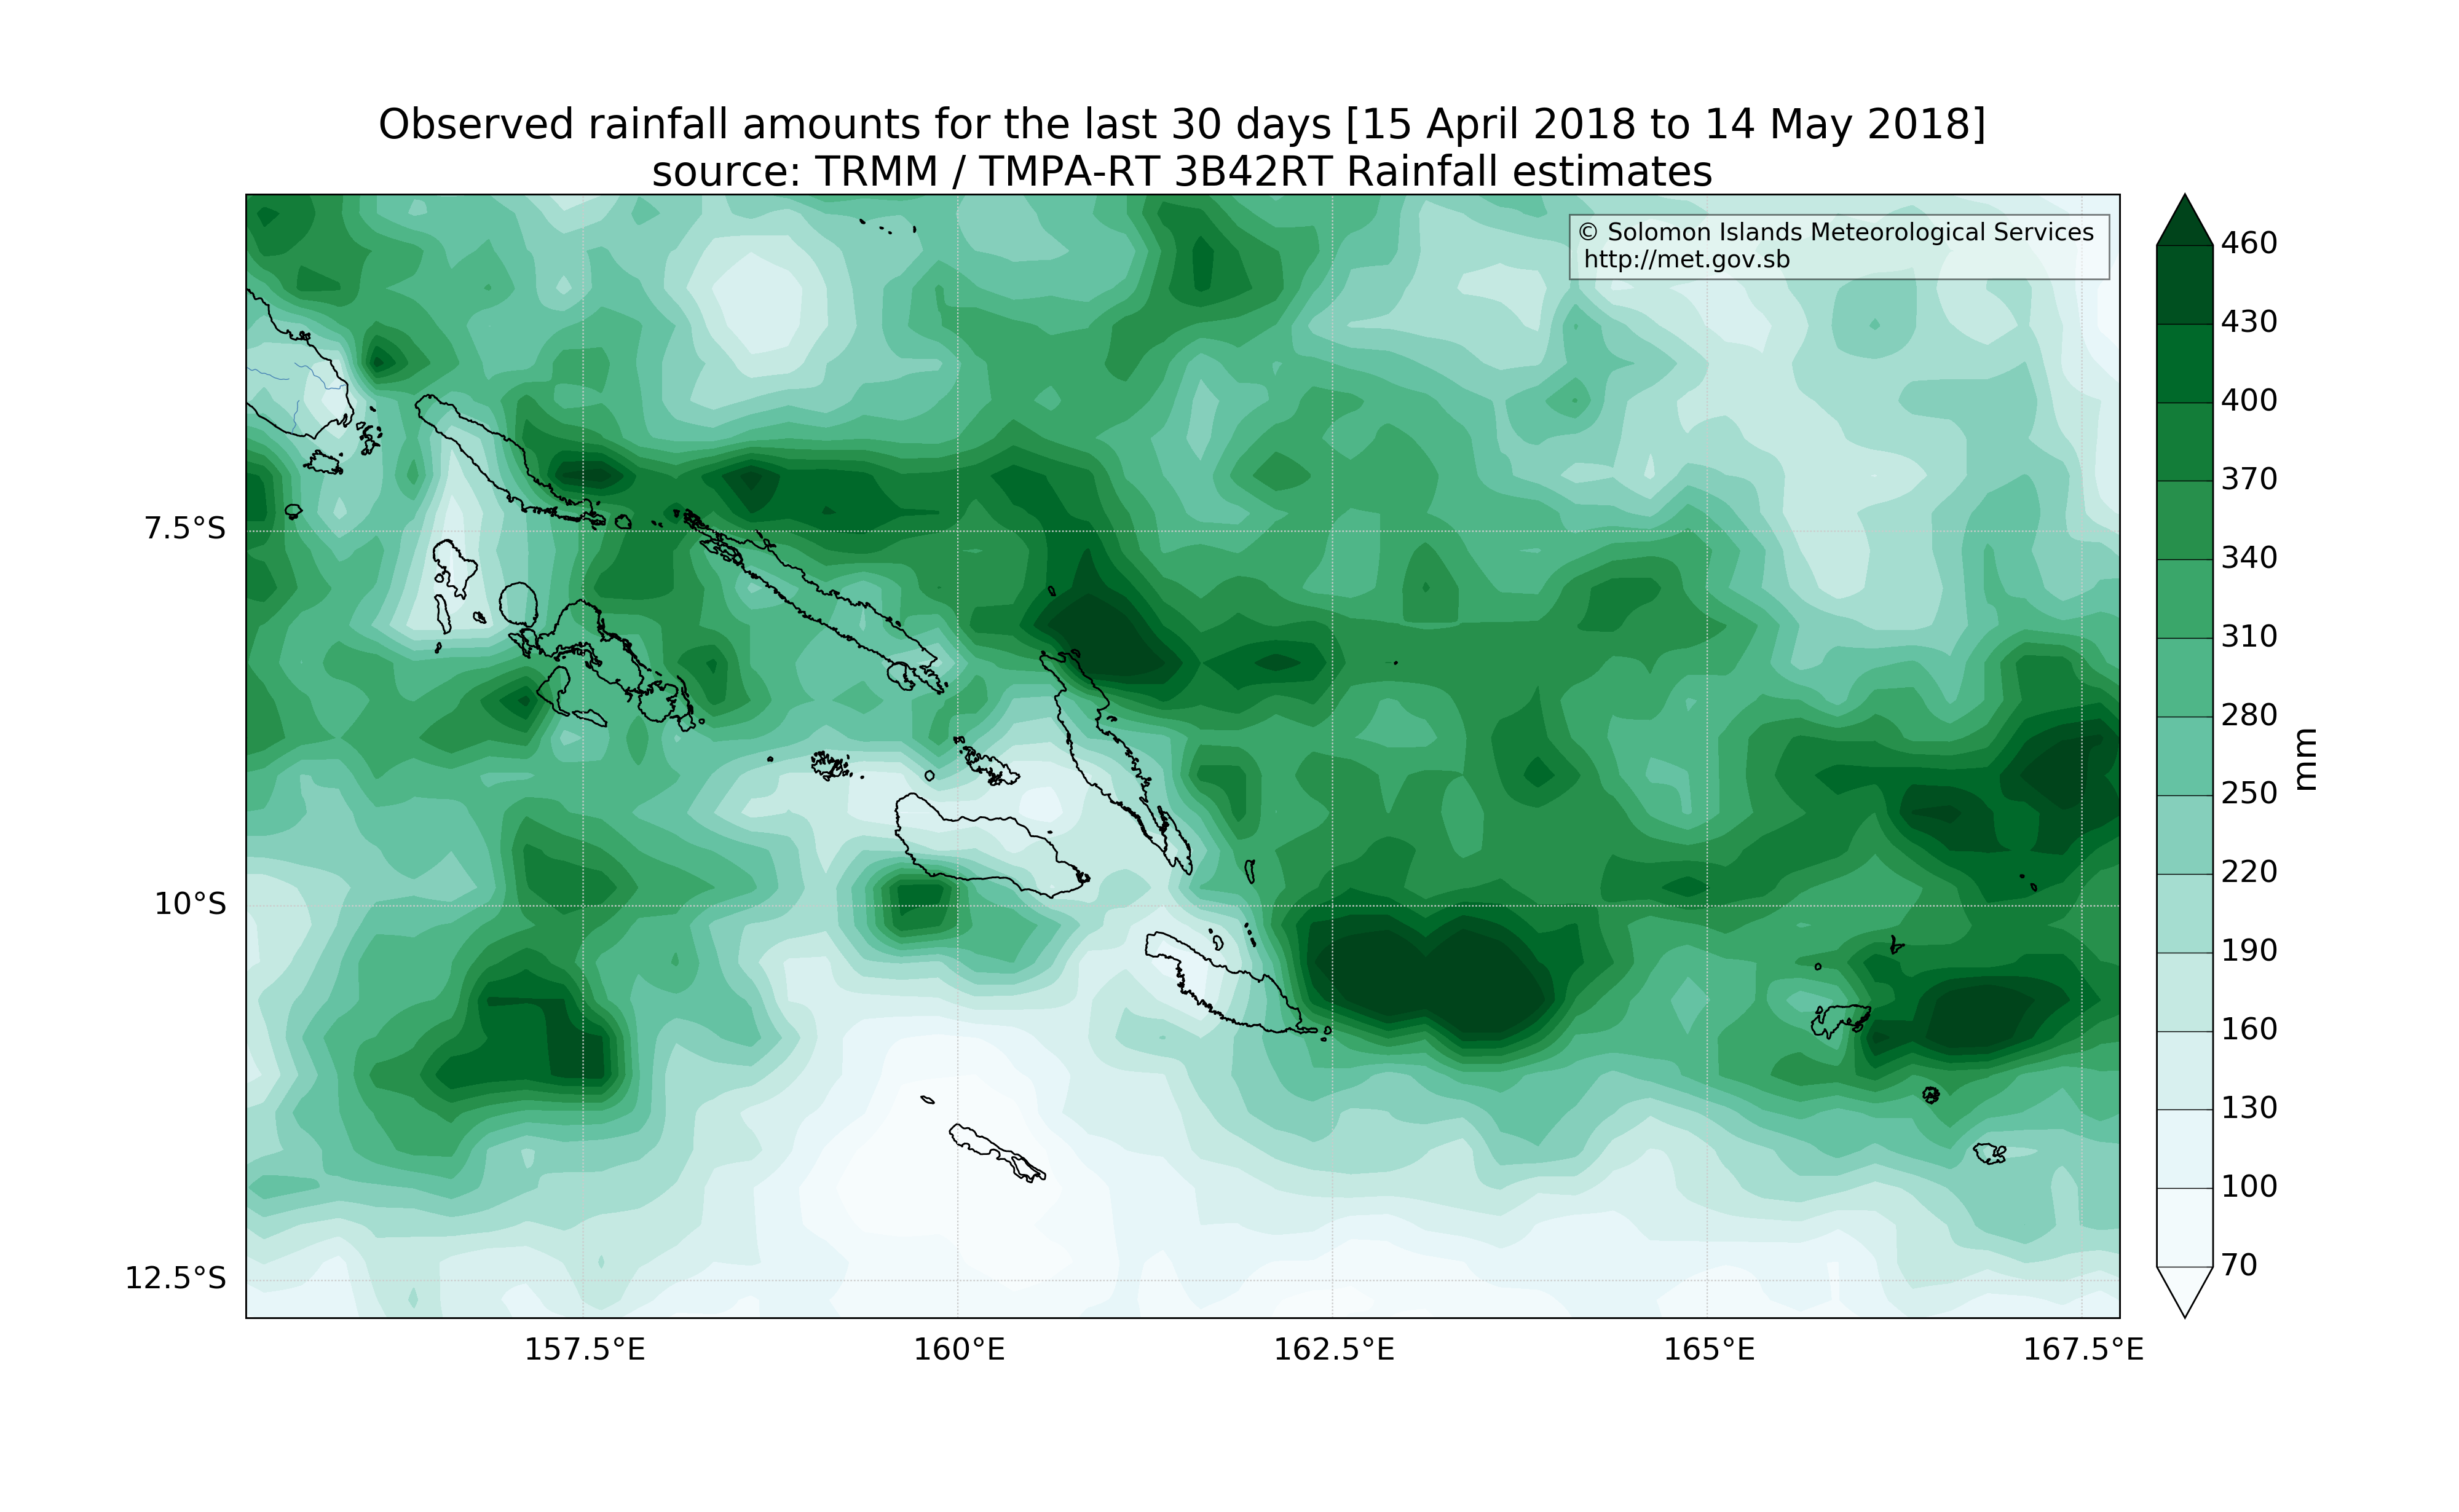 Observed rainfall amounts for the last 30 days [15 April 2018 to 14 May 2018]
source: TRMM / TMPA-RT 3B42RT Rainfall estimates
© Solomon Islands Meteorological Services
http://met.gov.sb
7.5°S
10°S
12.5°S
157.5°E
160°E
162.5°E
165°E
167.5°E
460
430
400
370
340
310
280
250
220
190
160
130
100
70
mm